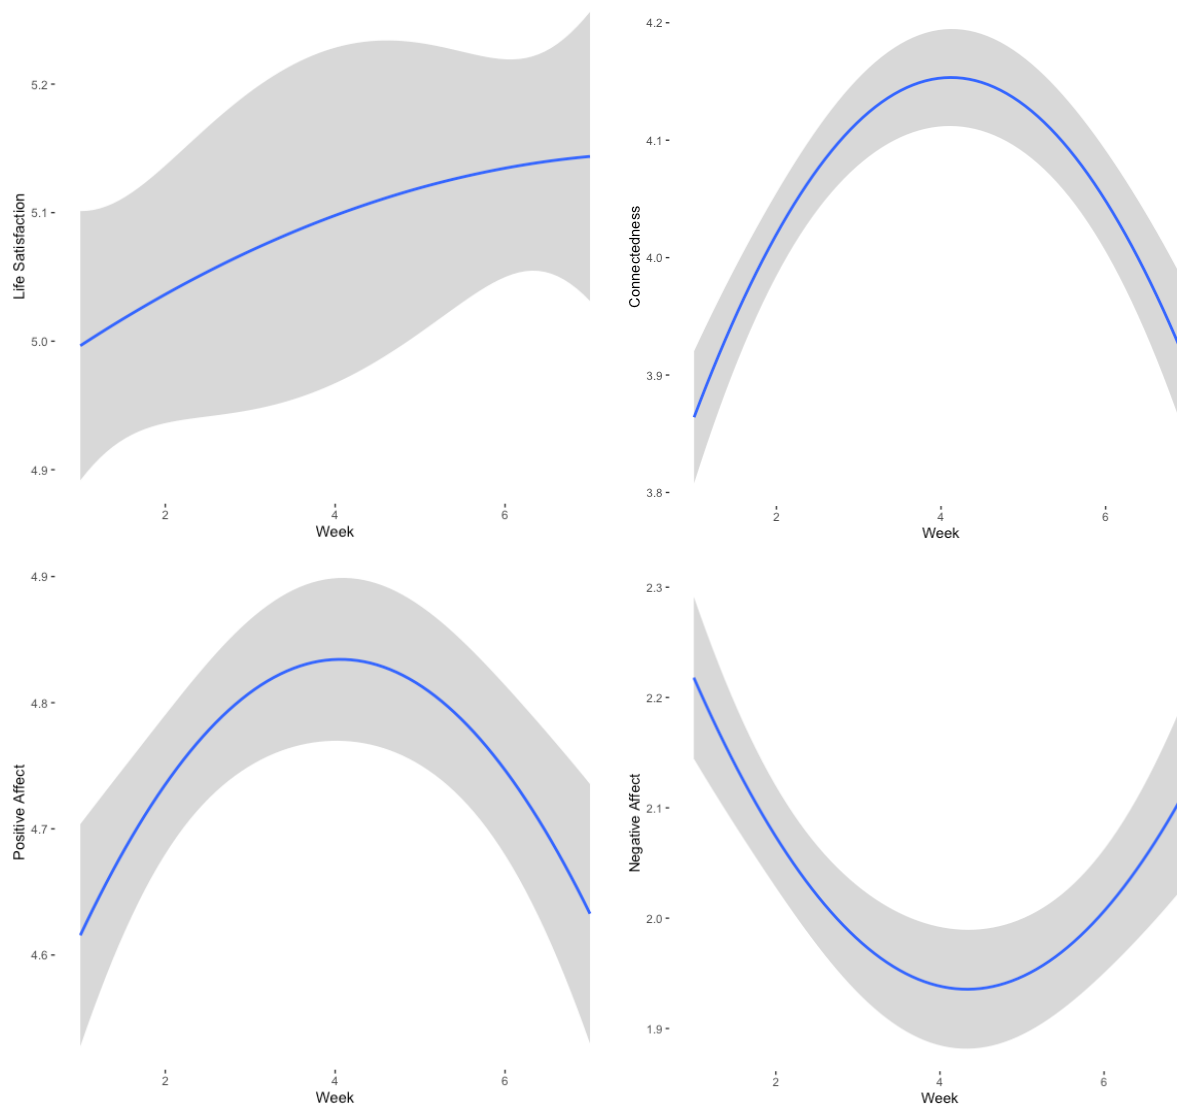 Life Satisfaction
5.2
5.1
5.0
4.9
2 4 6
Week
Connectedness
4.2
4.1
4.0
3.9
3.8
2 4 6
Week
Positive Affect
4.9
4.8
4.7
4.6
2 4 6
Week
Negative Affect
2.3
2.2
2.1
2.0
1.9
2 4 6
Week